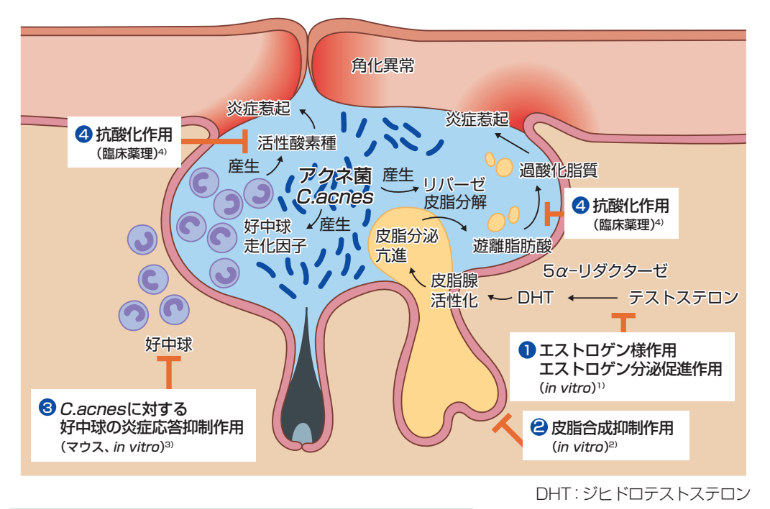 角化異常
炎症惹起
炎症惹起
❹ 抗酸化作用
(臨床薬理)4)
活性酸素種
過酸化脂質
産生
アクネ菌
C.acnes
産生
リパーゼ
皮脂分解
❹ 抗酸化作用
(臨床薬理)4)
好中球
走化因子
産生
皮脂分泌
亢進
遊離脂肪酸
5α-リダクターゼ
皮脂腺
活性化
DHT
テストステロン
好中球
❶ エストロゲン様作用
エストロゲン分泌促進作用
(in vitro)1)
❸ C.acnesに対する
好中球の炎症応答抑制作用
(マウス、in vitro)3)
❷ 皮脂合成抑制作用
(in vitro)2)
DHT:ジヒドロテストステロン